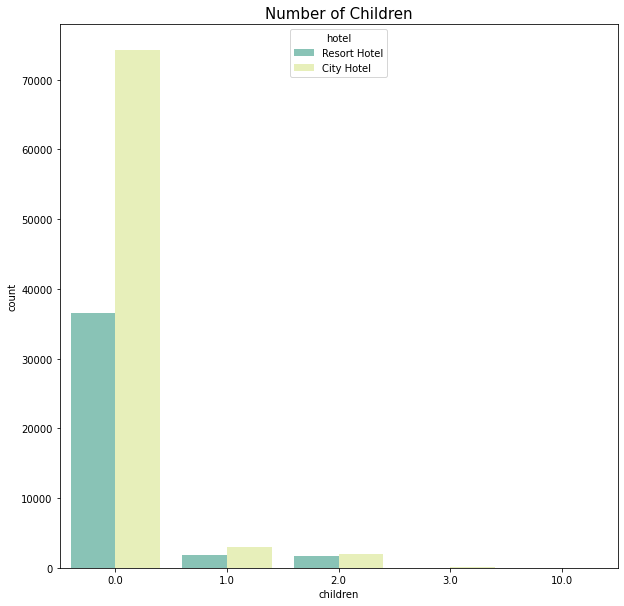 Number of Children
hotel
Resort Hotel
City Hotel
70000
60000
50000
40000
30000
20000
10000
0
count
0.0 1.0 2.0 3.0 10.0
children